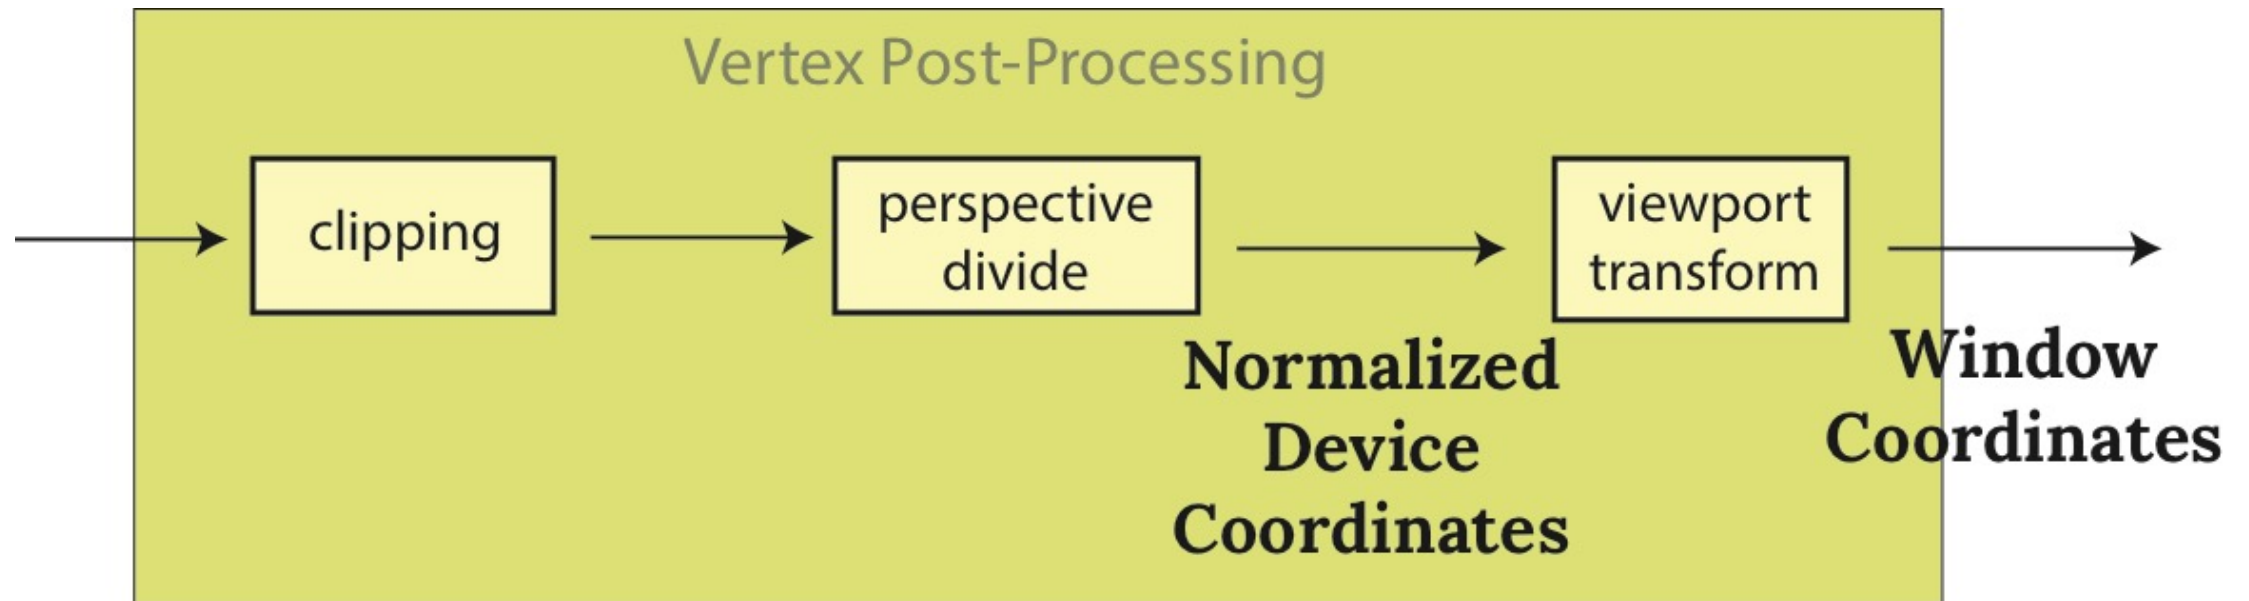 Vertex Post-Processing
clipping
perspective
divide
viewport
transform
Normalized
Device
Coordinates
Window
Coordinates